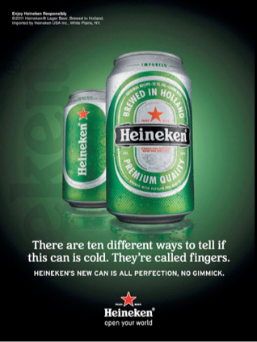 Enjoy Heineken Responsibly
©2011 Heineken® Lager Beer. Brewed in Holland.
Imported by Heineken USA Inc., White Plains, NY.
IMPORTED
BREWED IN HOLLAND
Heineken®
PREMIUM QUALITY
Heineken
There are ten different ways to tell if
this can is cold. They're called fingers.
HEINEKEN'S NEW CAN IS ALL PERFECTION, NO GIMMICK.
Heineken®
open your world